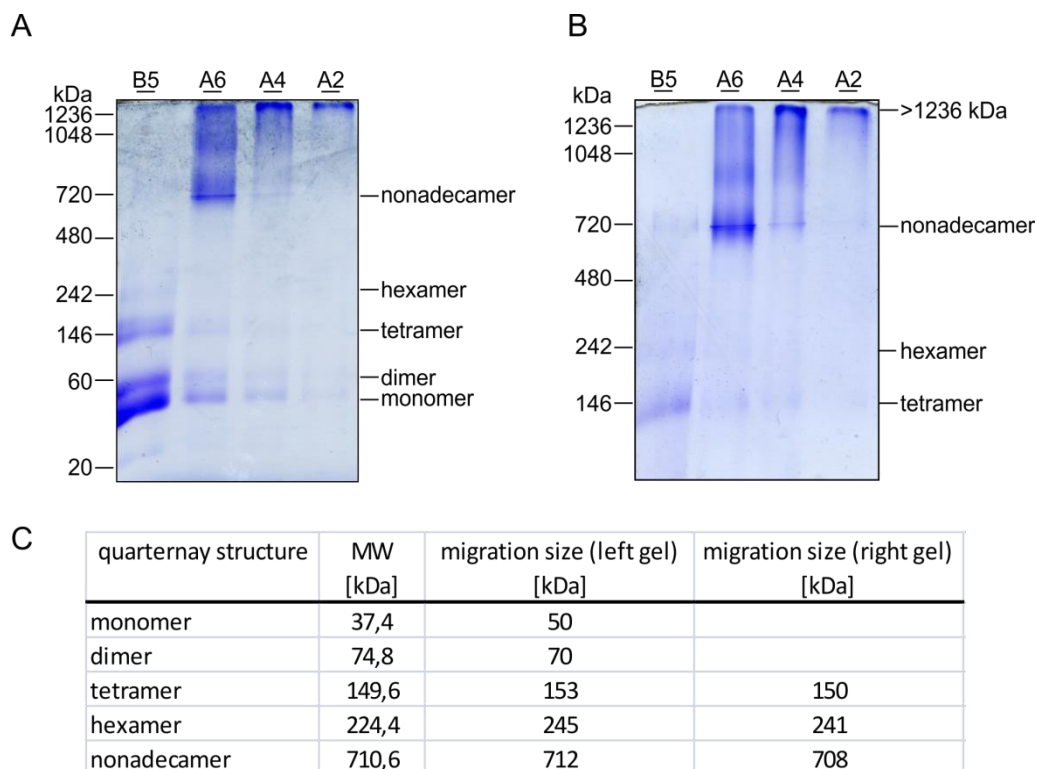 A
B5 A6 A4 A2
kDa
1236
1048
720
480
242
146
60
20
nonadecamer
hexamer
tetramer
dimer
monomer
B
B5 A6 A4 A2
kDa
1236
1048
720
480
242
146
>1236 kDa
nonadecamer
hexamer
tetramer
C
quarternay structure MW [kDa] migration size (left gel) [kDa] migration size (right gel) [kDa]
monomer 37,4 50
dimer 74,8 70
tetramer 149,6 153 150
hexamer 224,4 245 241
nonadecamer 710,6 712 708